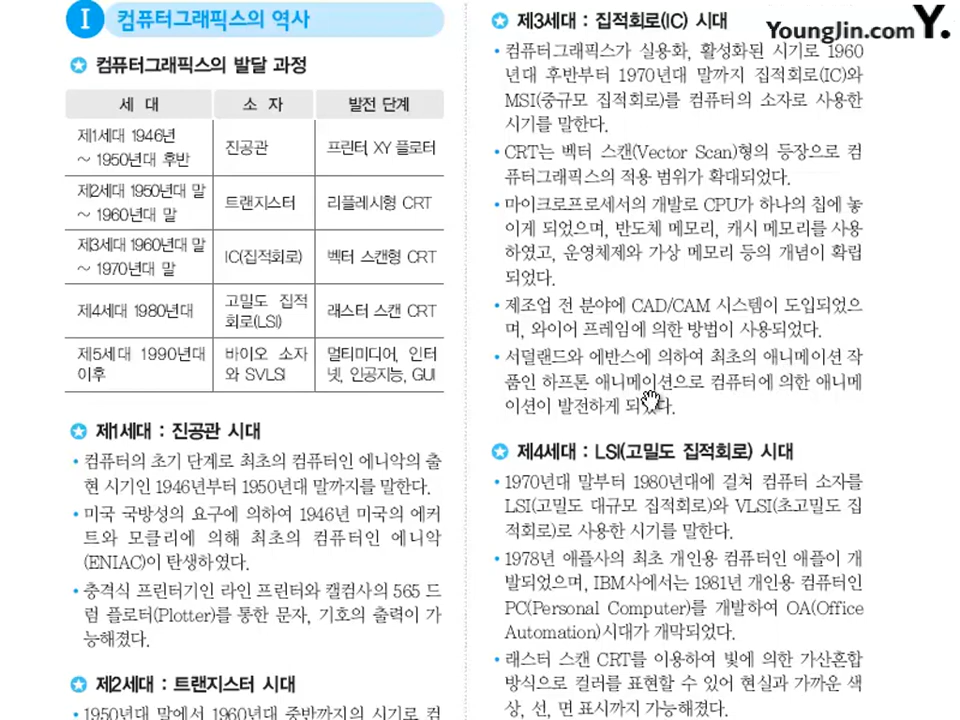 I 컴퓨터그래픽스의 역사
컴퓨터그래픽스의 발달 과정
세 대 소 자 발전 단계
제1세대 1946년
~ 1950년대 후반
진공관
프린터, XY 플로터
제2세대 1950년대 말
~ 1960년대 말
트랜지스터
리플레시형 CRT
제3세대 1960년대 말
~ 1970년대 말
IC(집적회로)
벡터 스캔형 CRT
제4세대 1980년대
고밀도 집적
회로(LSI)
래스터 스캔 CRT
제5세대 1990년대
이후
바이오 소자
와 SVLSI
멀티미디어, 인터
넷, 인공지능, GUI
제1세대 : 진공관 시대
• 컴퓨터의 초기 단계로 최초의 컴퓨터인 에니악의 출
현 시기인 1946년부터 1950년대 말까지를 말한다.
• 미국 국방성의 요구에 의하여 1946년 미국의 에커
트와 모클리에 의해 최초의 컴퓨터인 에니악
(ENIAC)이 탄생하였다.
• 충격식 프린터기인 라인 프린터와 캘컴사의 565 드
럼 플로터(Plotter)를 통한 문자, 기호의 출력이 가
능해졌다.
제2세대 : 트랜지스터 시대
• 1950년대 말에서 1960년대 중반까지의 시기로 컴
제3세대 : 집적회로(IC) 시대
YoungJin.com Y.
• 컴퓨터그래픽스가 실용화, 활성화된 시기로 1960
년대 후반부터 1970년대 말까지 집적회로(IC)와
MSI(중규모 집적회로)를 컴퓨터의 소자로 사용한
시기를 말한다.
• CRT는 벡터 스캔(Vector Scan)형의 등장으로 컴
퓨터그래픽스의 적용 범위가 확대되었다.
• 마이크로프로세서의 개발로 CPU가 하나의 칩에 놓
이게 되었으며, 반도체 메모리, 캐시 메모리를 사용
하였고, 운영체제와 가상 메모리 등의 개념이 확립
되었다.
• 제조업 전 분야에 CAD/CAM 시스템이 도입되었으
며, 와이어 프레임에 의한 방법이 사용되었다.
• 서덜랜드와 에반스에 의하여 최초의 애니메이션 작
품인 하프톤 애니메이션으로 컴퓨터에 의한 애니메
이션이 발전하게 되었다.
제4세대 : LSI(고밀도 집적회로) 시대
• 1970년대 말부터 1980년대에 걸쳐 컴퓨터 소자를
LSI(고밀도 대규모 집적회로)와 VLSI(초고밀도 집
적회로)로 사용한 시기를 말한다.
• 1978년 애플사의 최초 개인용 컴퓨터인 애플이 개
발되었으며, IBM사에서는 1981년 개인용 컴퓨터인
PC(Personal Computer)를 개발하여 OA(Office
Automation)시대가 개막되었다.
• 래스터 스캔 CRT를 이용하여 빛에 의한 가산혼합
방식으로 컬러를 표현할 수 있어 현실과 가까운 색
상, 선, 면 표시까지 가능해졌다.